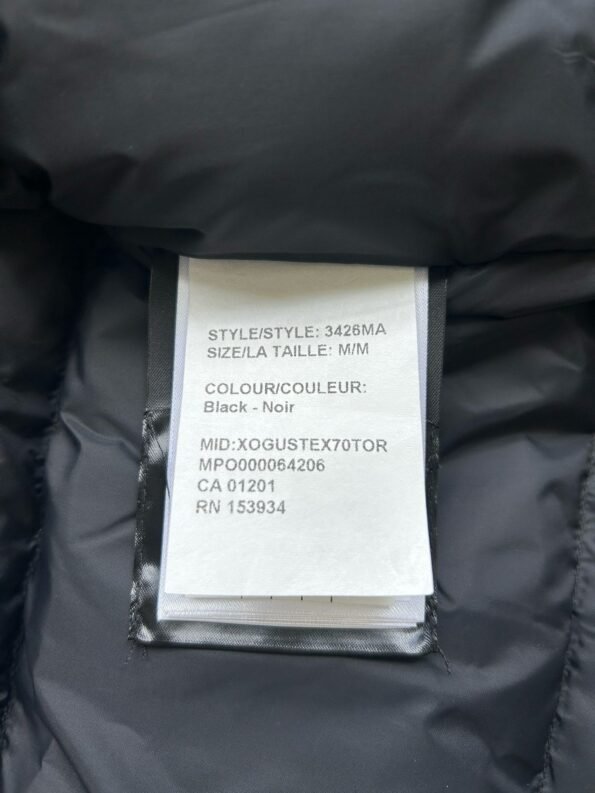 STYLE/STYLE: 3426MA
SIZE/LA TAILLE: M/M
COLOUR/COULEUR:
Black - Noir
MID:XOGUSTEX70TOR
MPO000064206
CA 01201
RN 153934